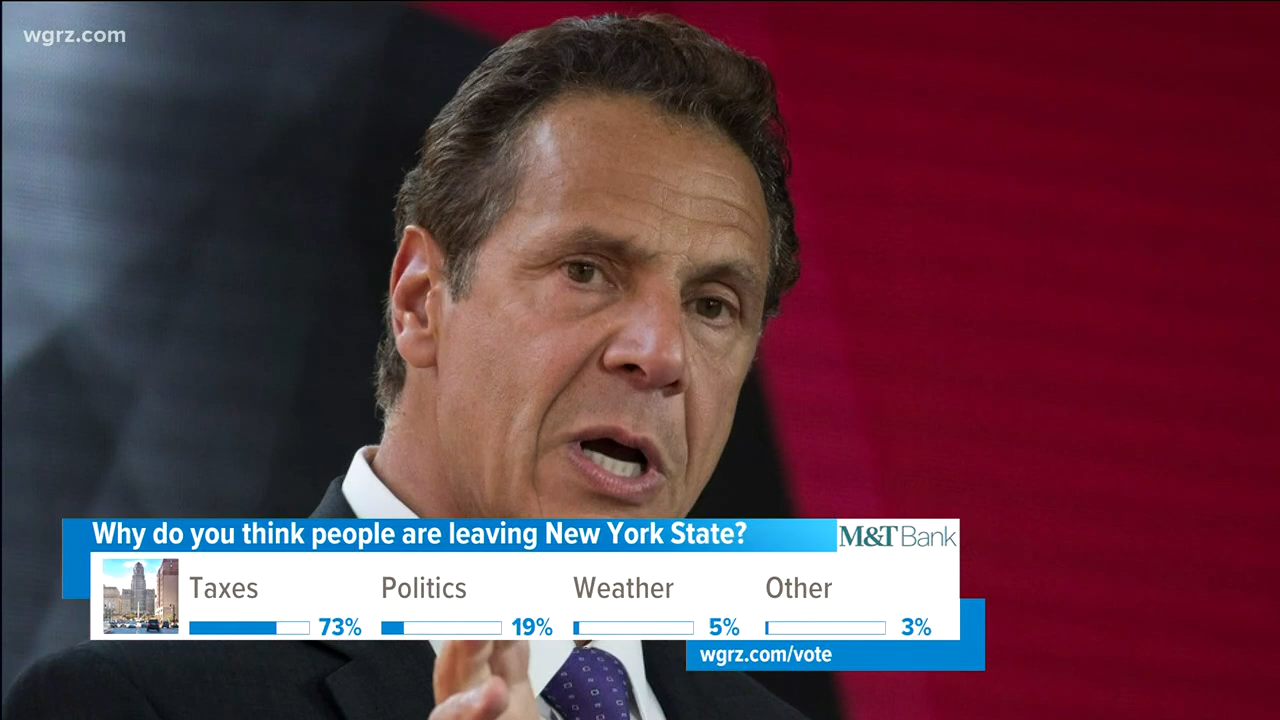 wgrz.com
Why do you think people are leaving New York State?
M&T Bank
Taxes Politics Weather Other
73% 19% 5% 3%
wgrz.com/vote